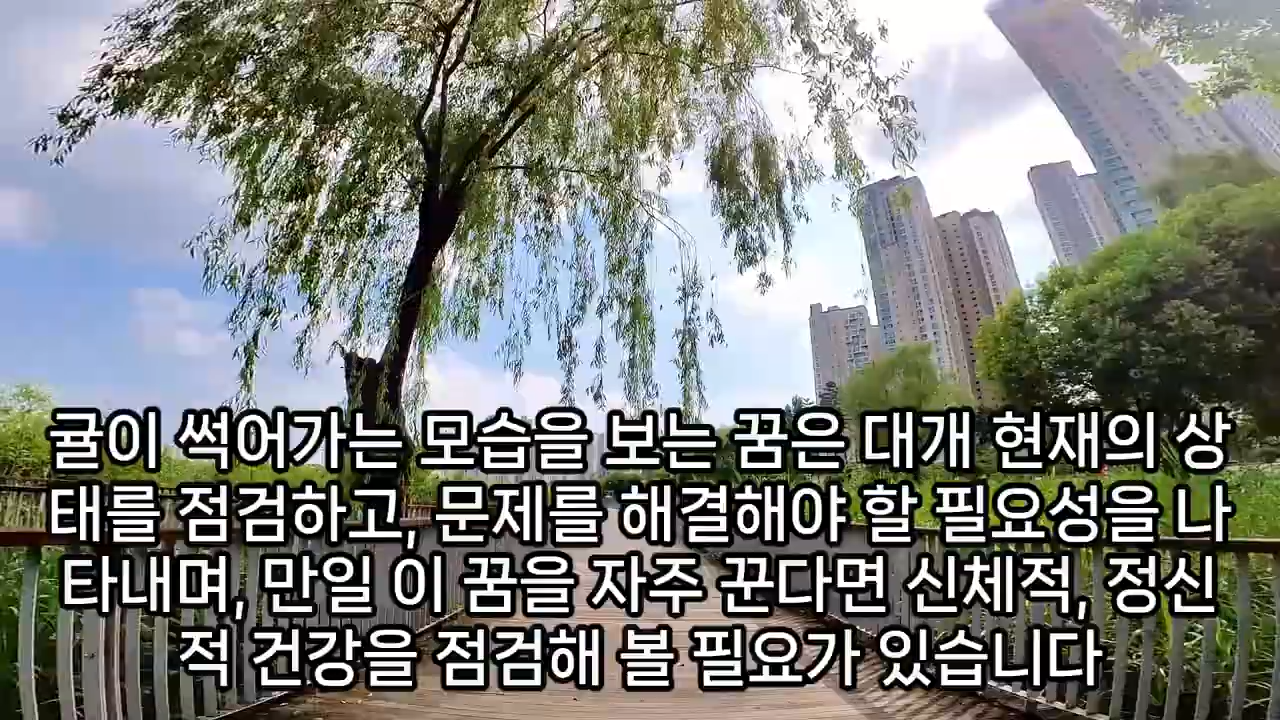 귤이 썩어가는 모습을 보는 꿈은 대개 현재의 상
태를 점검하고, 문제를 해결해야 할 필요성을 나
타내며, 만일 이 꿈을 자주 꾼다면 신체적, 정신
적 건강을 점검해 볼 필요가 있습니다